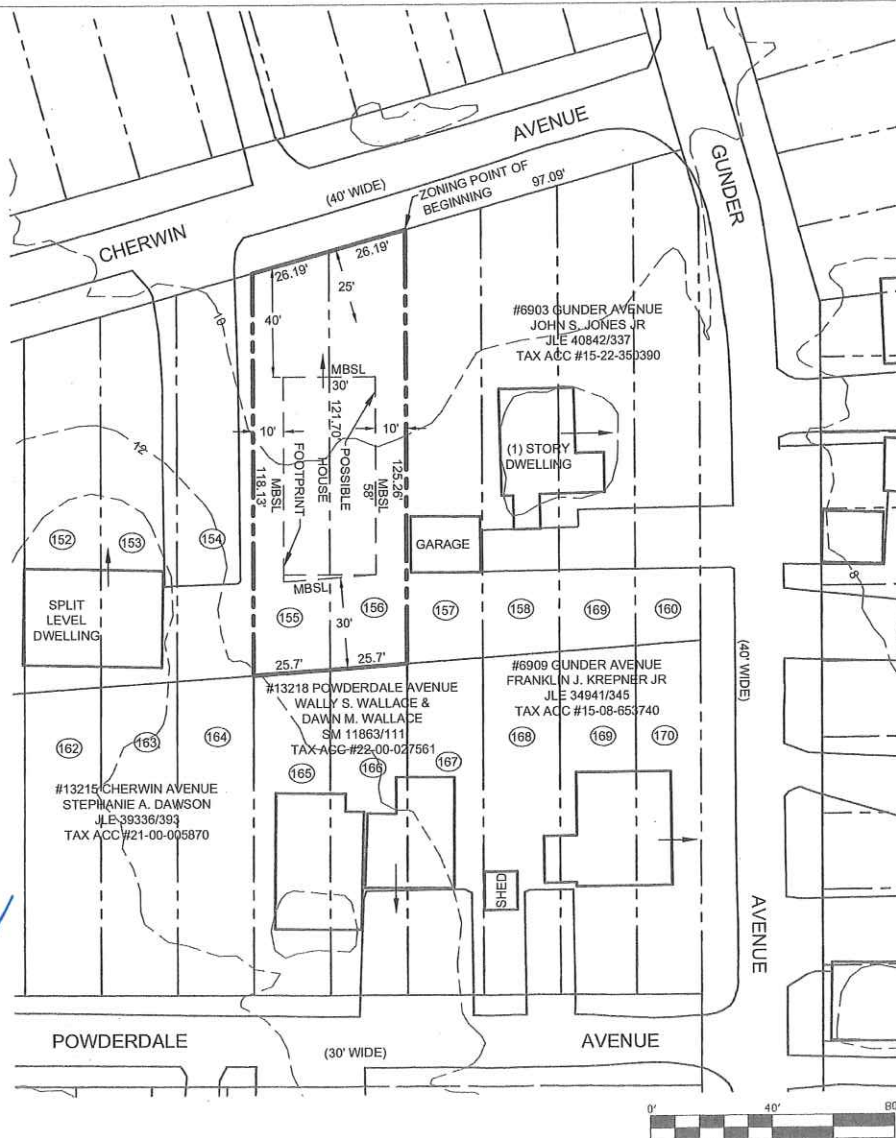 AVENUE
GUNDER
(40' WIDE)
ZONING POINT OF
BEGINNING
97.09'
CHERWIN
26.19'
26.19'
25'
40'
10
#6903 GUNDER AVENUE
JOHN S. JONES JR
JLE 40842/337
TAX ACC #15-22-350390
MBSL
30'
10'
10'
121.70'
POSSIBLE
HOUSE
FOOTPRINT
MBSL
118.13'
125.26'
MBSL
58'
(1) STORY
DWELLING
12
GARAGE
152
153
154
MBSL
SPLIT
LEVEL
DWELLING
155
156
157
158
169
160
30'
8
25.7'
25.7'
(40' WIDE)
#13218 POWDERDALE AVENUE
WALLY S. WALLACE &
DAWN M. WALLACE
SM 11863/111
TAX ACC #22-00-027561
#6909 GUNDER AVENUE
FRANKLIN J. KREPNER JR
JLE 34941/345
TAX ACC #15-08-653740
162
163
164
165
166
167
168
169
170
#13215 CHERWIN AVENUE
STEPHANIE A. DAWSON
JLE 39336/393
TAX ACC #21-00-005870
SHED
AVENUE
POWDERDALE
(30' WIDE)
AVENUE
0'
40'
80